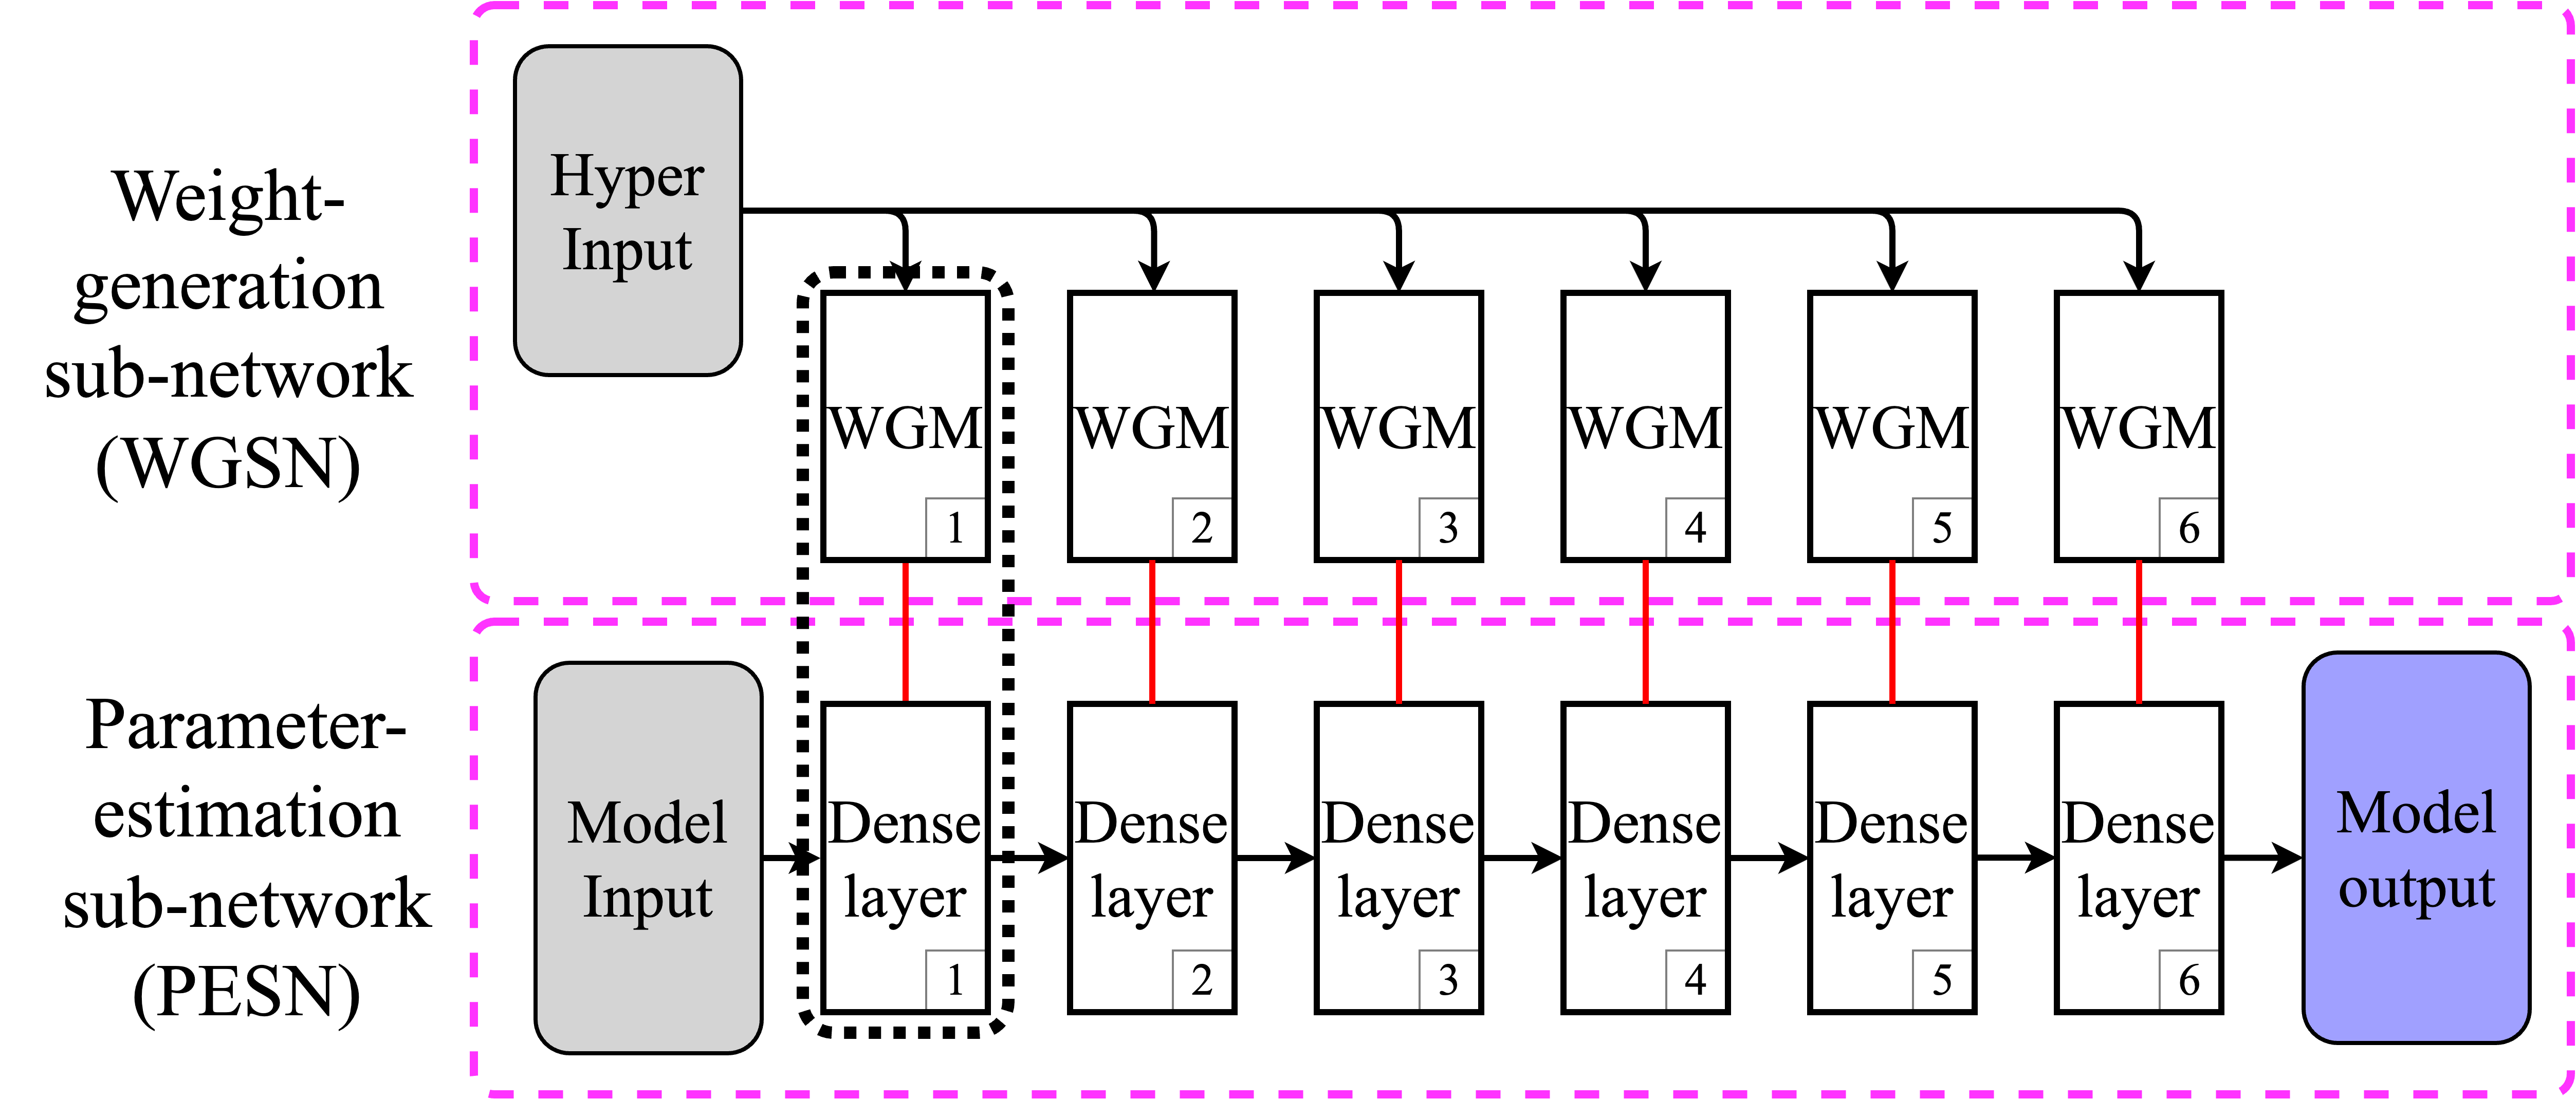 Weight-
generation
sub-network
(WGSN)
Hyper
Input
WGM
1
WGM
2
WGM
3
WGM
4
WGM
5
WGM
6
Parameter-
estimation
sub-network
(PESN)
Model
Input
Dense
layer
1
Dense
layer
2
Dense
layer
3
Dense
layer
4
Dense
layer
5
Dense
layer
6
Model
output